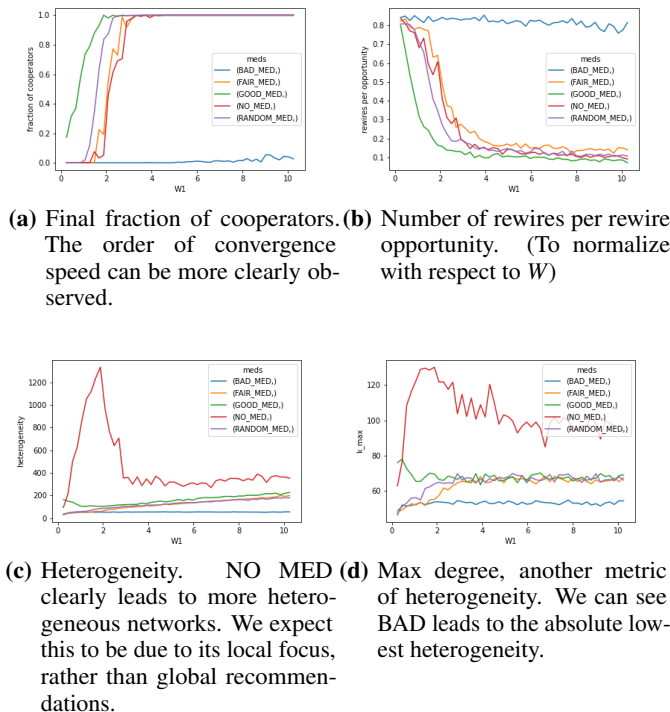 1.0
0.8
0.6
0.4
0.2
0.0
fraction of cooperators
meds
(BAD_MED,)
(FAIR_MED,)
(GOOD_MED,)
(NO_MED,)
(RANDOM_MED,)
0 2 4 6 8 10
W1
0.8
0.7
0.6
0.5
0.4
0.3
0.2
0.1
rewires per opportunity
meds
(BAD_MED,)
(FAIR_MED,)
(GOOD_MED,)
(NO_MED,)
(RANDOM_MED,)
0 2 4 6 8 10
W1
(a) Final fraction of cooperators.
The order of convergence
speed can be more clearly ob-
served.
(b) Number of rewires per rewire
opportunity. (To normalize
with respect to W)
1200
1000
800
600
400
200
0
heterogeneity
meds
(BAD_MED,)
(FAIR_MED,)
(GOOD_MED,)
(NO_MED,)
(RANDOM_MED,)
0 2 4 6 8 10
W1
120
100
80
60
k_max
meds
(BAD_MED,)
(FAIR_MED,)
(GOOD_MED,)
(NO_MED,)
(RANDOM_MED,)
0 2 4 6 8 10
W1
(c) Heterogeneity. NO MED
clearly leads to more hetero-
geneous networks. We expect
this to be due to its local focus,
rather than global recommen-
dations.
(d) Max degree, another metric
of heterogeneity. We can see
BAD leads to the absolute low-
est heterogeneity.